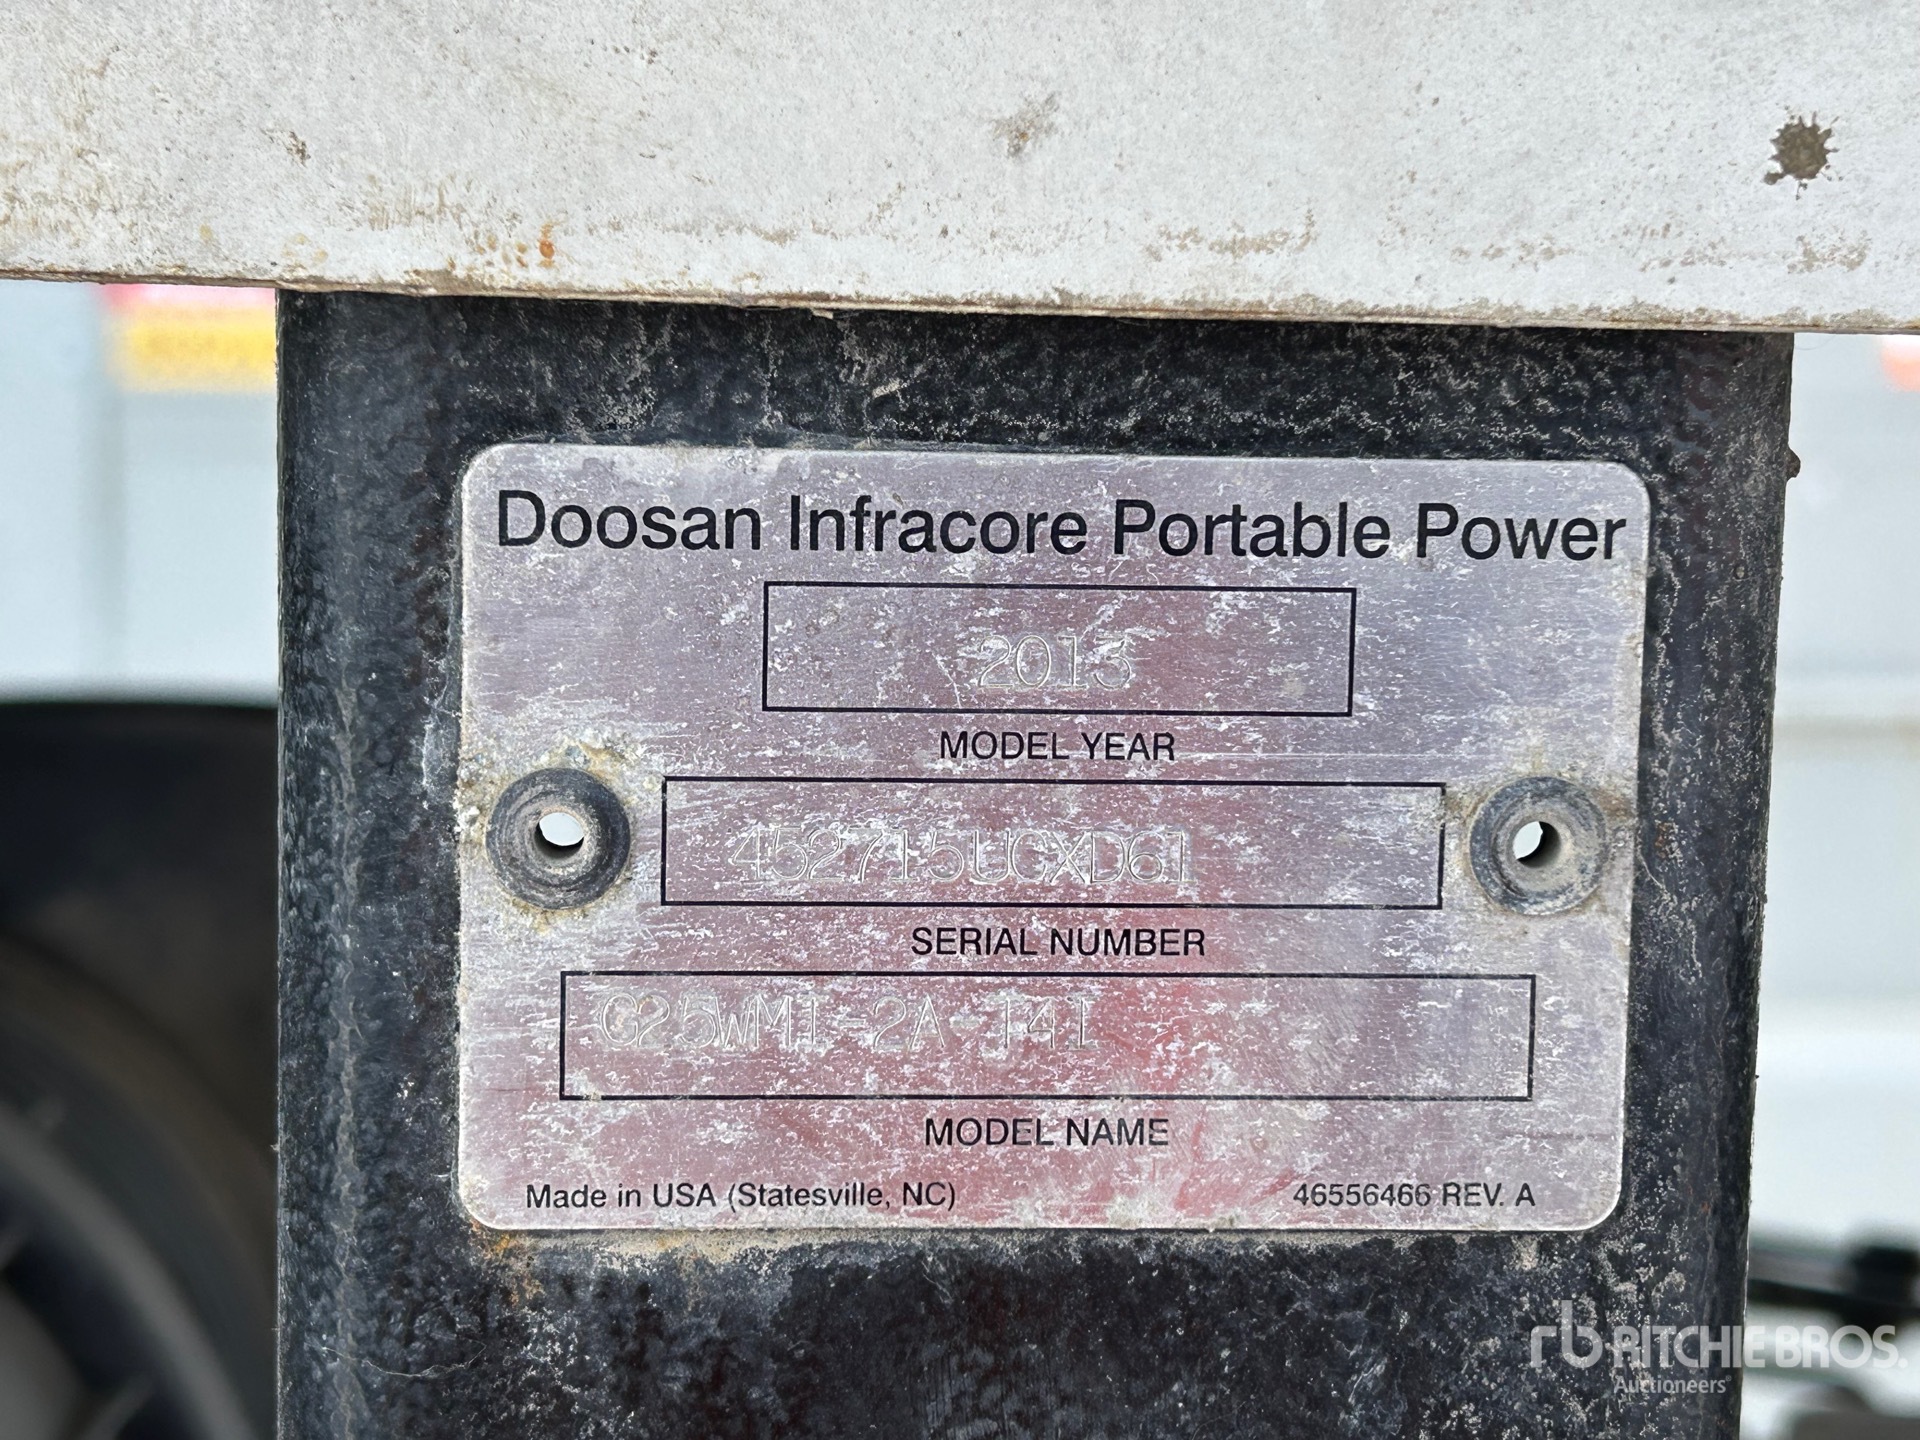 Doosan Infracore Portable Power
2013
MODEL YEAR
452715UCXD61
SERIAL NUMBER
G25WMI-2A-T4I
MODEL NAME
Made in USA (Statesville, NC)
46556466 REV. A
rb RITCHIE BROS.
Auctioneers